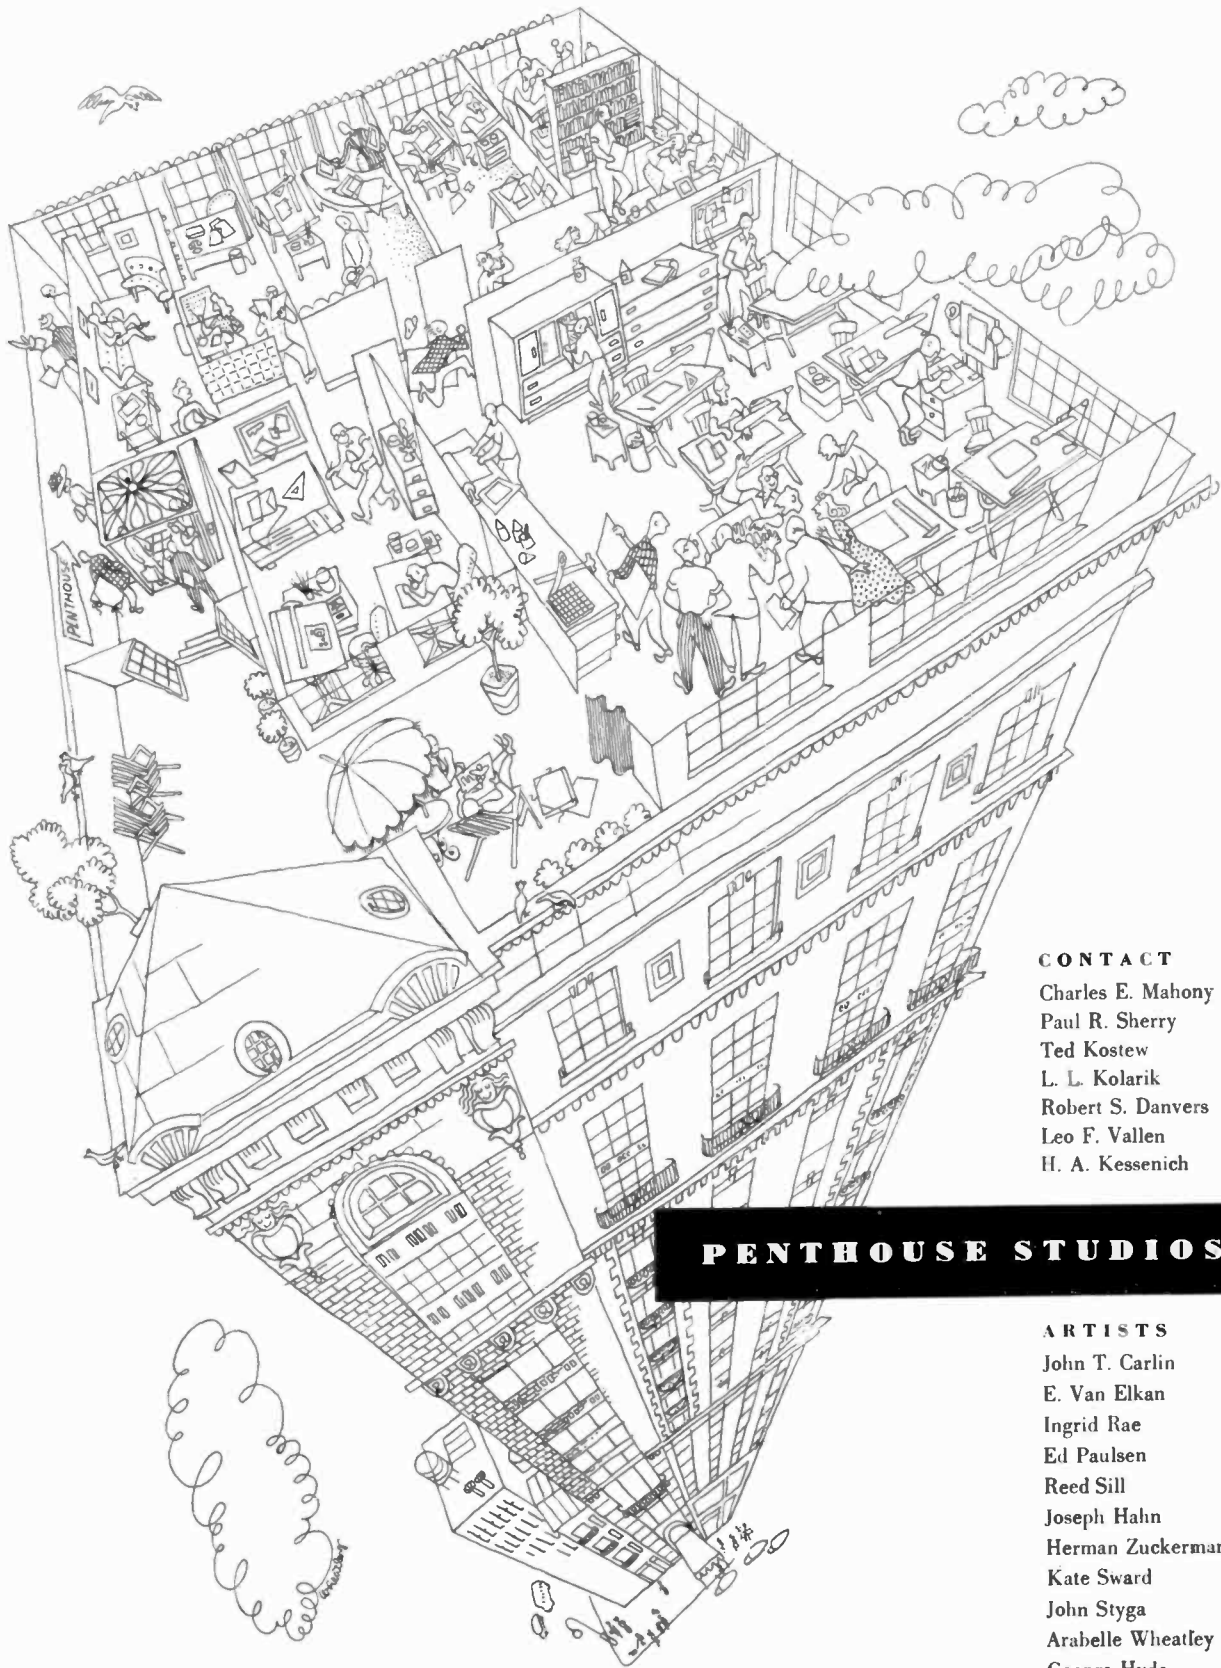 PENTHOUSE
CONTACT
Charles E. Mahony
Paul R. Sherry
Ted Kostew
L. L. Kolarik
Robert S. Danvers
Leo F. Vallen
H. A. Kessenich
PENTHOUSE STUDIOS
ARTISTS
John T. Carlin
E. Van Elkan
Ingrid Rae
Ed Paulsen
Reed Sill
Joseph Hahn
Herman Zuckerman
Kate Sward
John Styga
Arabelle Wheatley
wheatley